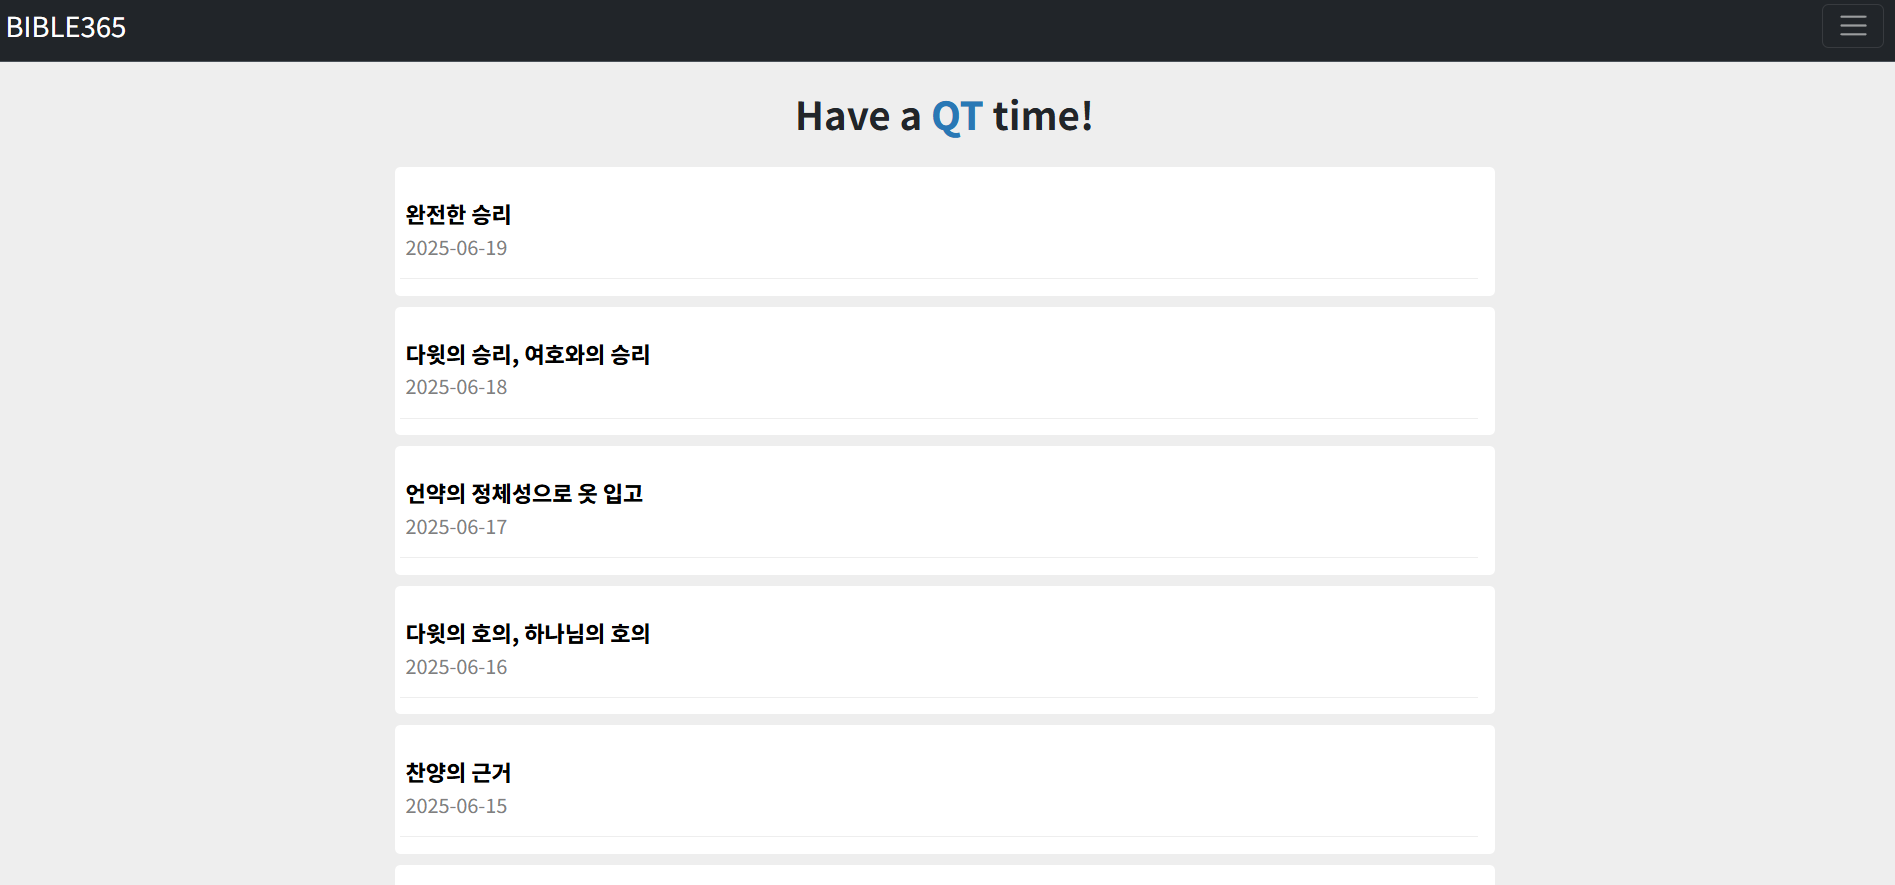 BIBLE365
Have a QT time!
완전한 승리
2025-06-19
다윗의 승리, 여호와의 승리
2025-06-18
언약의 정체성으로 옷 입고
2025-06-17
다윗의 호의, 하나님의 호의
2025-06-16
찬양의 근거
2025-06-15